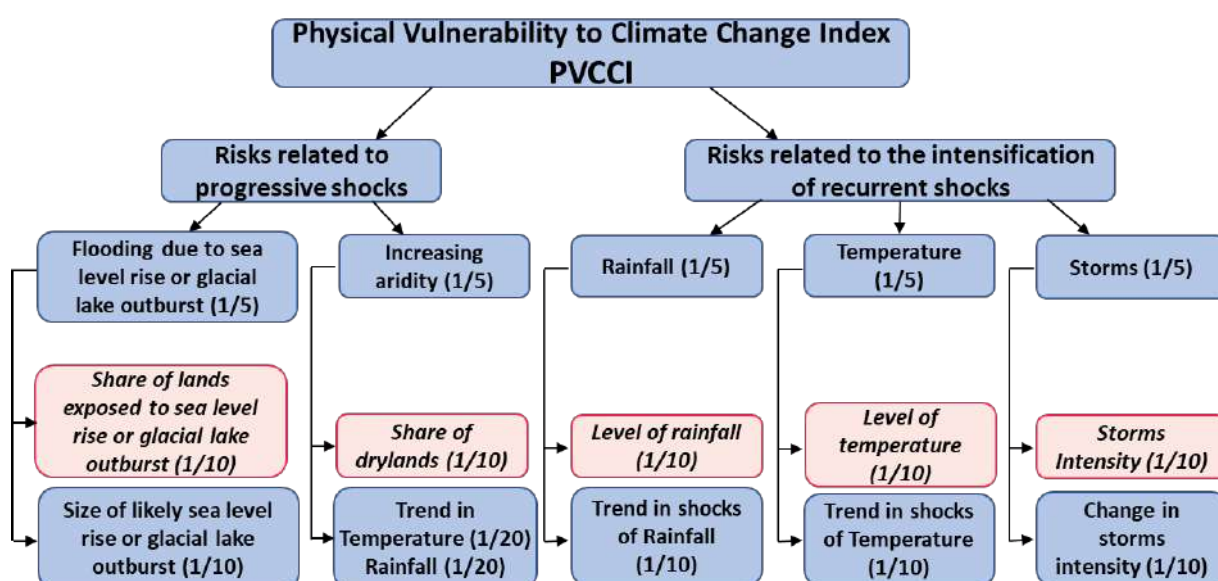 Physical Vulnerability to Climate Change Index
PVCCI
Risks related to
progressive shocks
Risks related to the intensification
of recurrent shocks
Flooding due to sea
level rise or glacial
lake outburst (1/5)
Increasing
aridity (1/5)
Rainfall (1/5)
Temperature
(1/5)
Storms (1/5)
Share of lands
exposed to sea level
rise or glacial lake
outburst (1/10)
Share of
drylands (1/10)
Level of rainfall
(1/10)
Level of
temperature
(1/10)
Storms
Intensity (1/10)
Size of likely sea level
rise or glacial lake
outburst (1/10)
Trend in
Temperature (1/20)
Rainfall (1/20)
Trend in shocks
of Rainfall
(1/10)
Trend in shocks
of Temperature
(1/10)
Change in
storms
intensity (1/10)